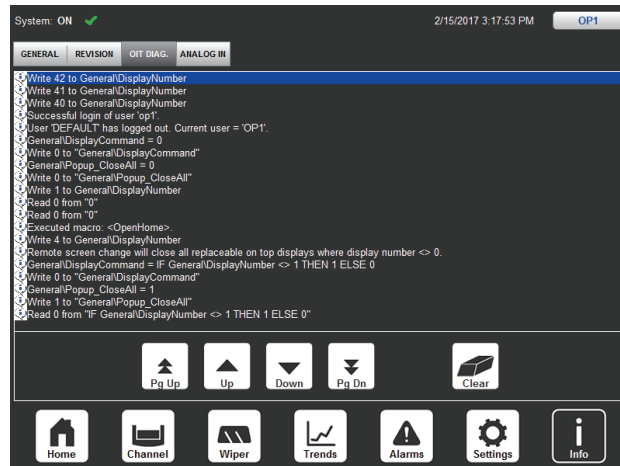 System: ON
2/15/2017 3:17:53 PM
OP1
GENERAL
REVISION
OIT DIAG.
ANALOG IN
Write 42 to General\DisplayNumber
Write 41 to General\DisplayNumber
Write 40 to General\DisplayNumber
Successful login of user 'op1'.
User 'DEFAULT' has logged out. Current user = 'OP1'.
General\DisplayCommand = 0
Write 0 to "General\DisplayCommand"
General\Popup_CloseAll = 0
Write 0 to "General\Popup_CloseAll"
Write 1 to General\DisplayNumber
Read 0 from "0"
Read 0 from "0"
Executed macro: <OpenHome>.
Write 4 to General\DisplayNumber
Remote screen change will close all replaceable on top displays where display number <> 0.
General\DisplayCommand = IF General\DisplayNumber <> 1 THEN 1 ELSE 0
Write 0 to "General\DisplayCommand"
General\Popup_CloseAll = 1
Write 1 to "General\Popup_CloseAll"
Read 0 from "IF General\DisplayNumber <> 1 THEN 1 ELSE 0"
Pg Up
Up
Down
Pg Dn
Clear
Home
Channel
Wiper
Trends
Alarms
Settings
Info